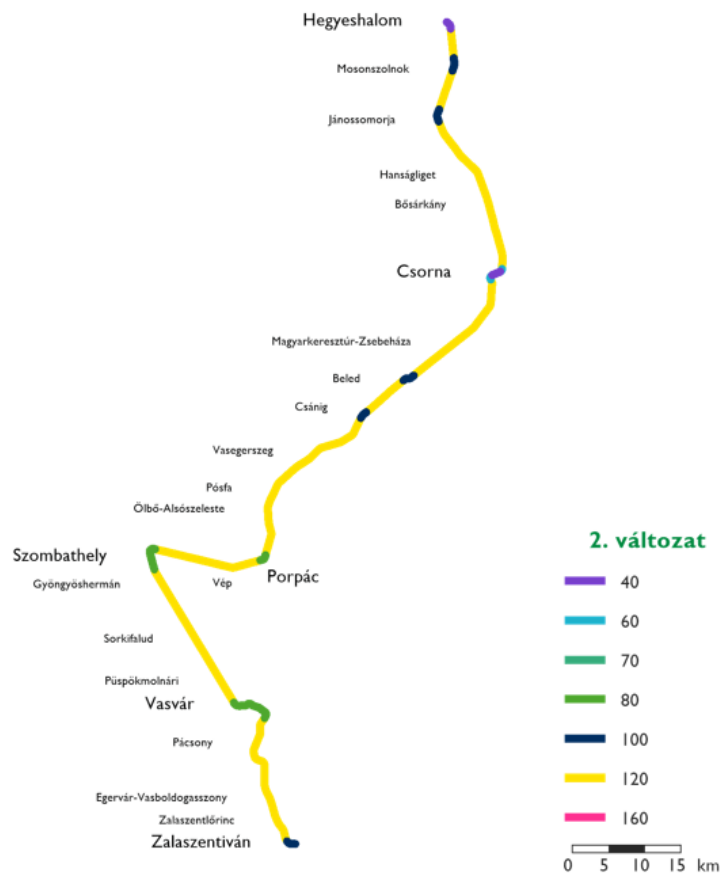 Hegyeshalom
Mosonszolnok
Jánossomorja
Hanságliget
Bősárkány
Csorna
Magyarkeresztúr-Zsebeháza
Beled
Csánig
Vasegerszeg
Pósfa
Ölbő-Alsószeleste
Szombathely
Porpác
Gyöngyöshermán
Vép
Sorkifalud
Püspökmolnári
Vasvár
Pácsony
Egervár-Vasboldogasszony
Zalaszentlőrinc
Zalaszentiván
2. változat
40
60
70
80
100
120
160
0 5 10 15 km